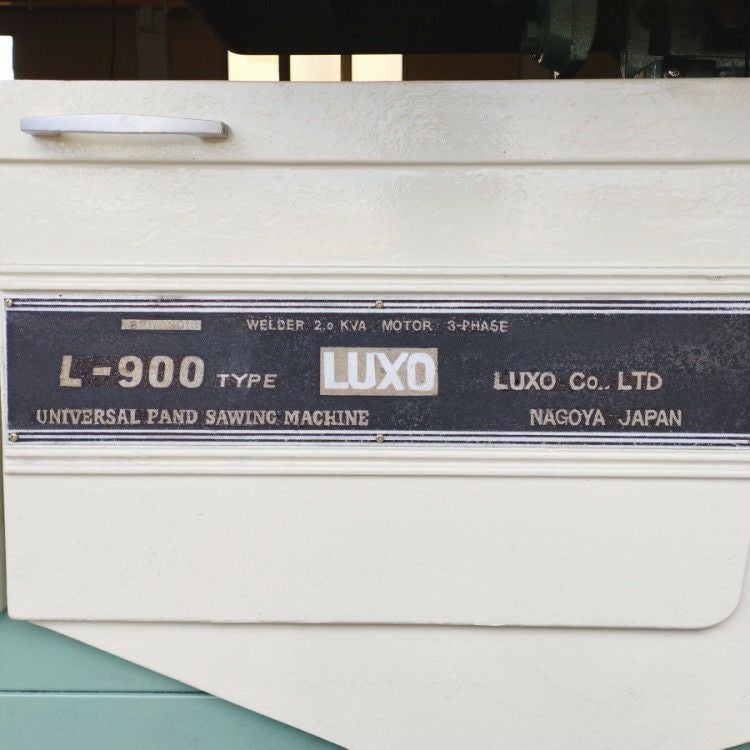 WELDER 2.0 KVA MOTOR 3-PHASE
L-900 TYPE LUXO LUXO CO., LTD
UNIVERSAL PAND SAWING MACHINE NAGOYA JAPAN